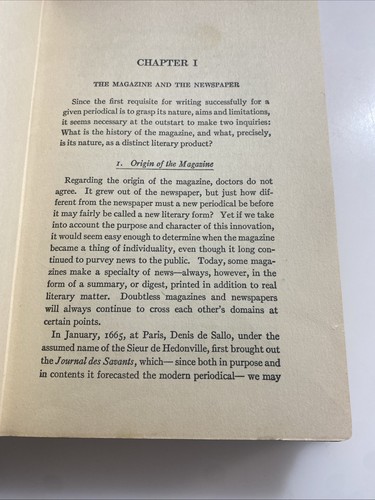 CHAPTER I
THE MAGAZINE AND THE NEWSPAPER
Since the first requisite for writing successfully for a
given periodical is to grasp its nature, aims and limitations,
it seems necessary at the outstart to make two inquiries:
What is the history of the magazine, and what, precisely,
is its nature, as a distinct literary product?
1. Origin of the Magazine
Regarding the origin of the magazine, doctors do not
agree. It grew out of the newspaper, but just how dif-
ferent from the newspaper must a new periodical be before
it may fairly be called a new literary form? Yet if we take
into account the purpose and character of this innovation,
it would seem easy enough to determine when the magazine
became a thing of individuality, even though it long con-
tinued to purvey news to the public. Today, some maga-
zines make a specialty of news—always, however, in the
form of a summary, or digest, printed in addition to real
literary matter. Doubtless magazines and newspapers
will always continue to cross each other's domains at
certain points.
In January, 1665, at Paris, Denis de Sallo, under the
assumed name of the Sieur de Hedonville, first brought out
the Journal des Savants, which— since both in purpose and
in contents it forecasted the modern periodical— we may